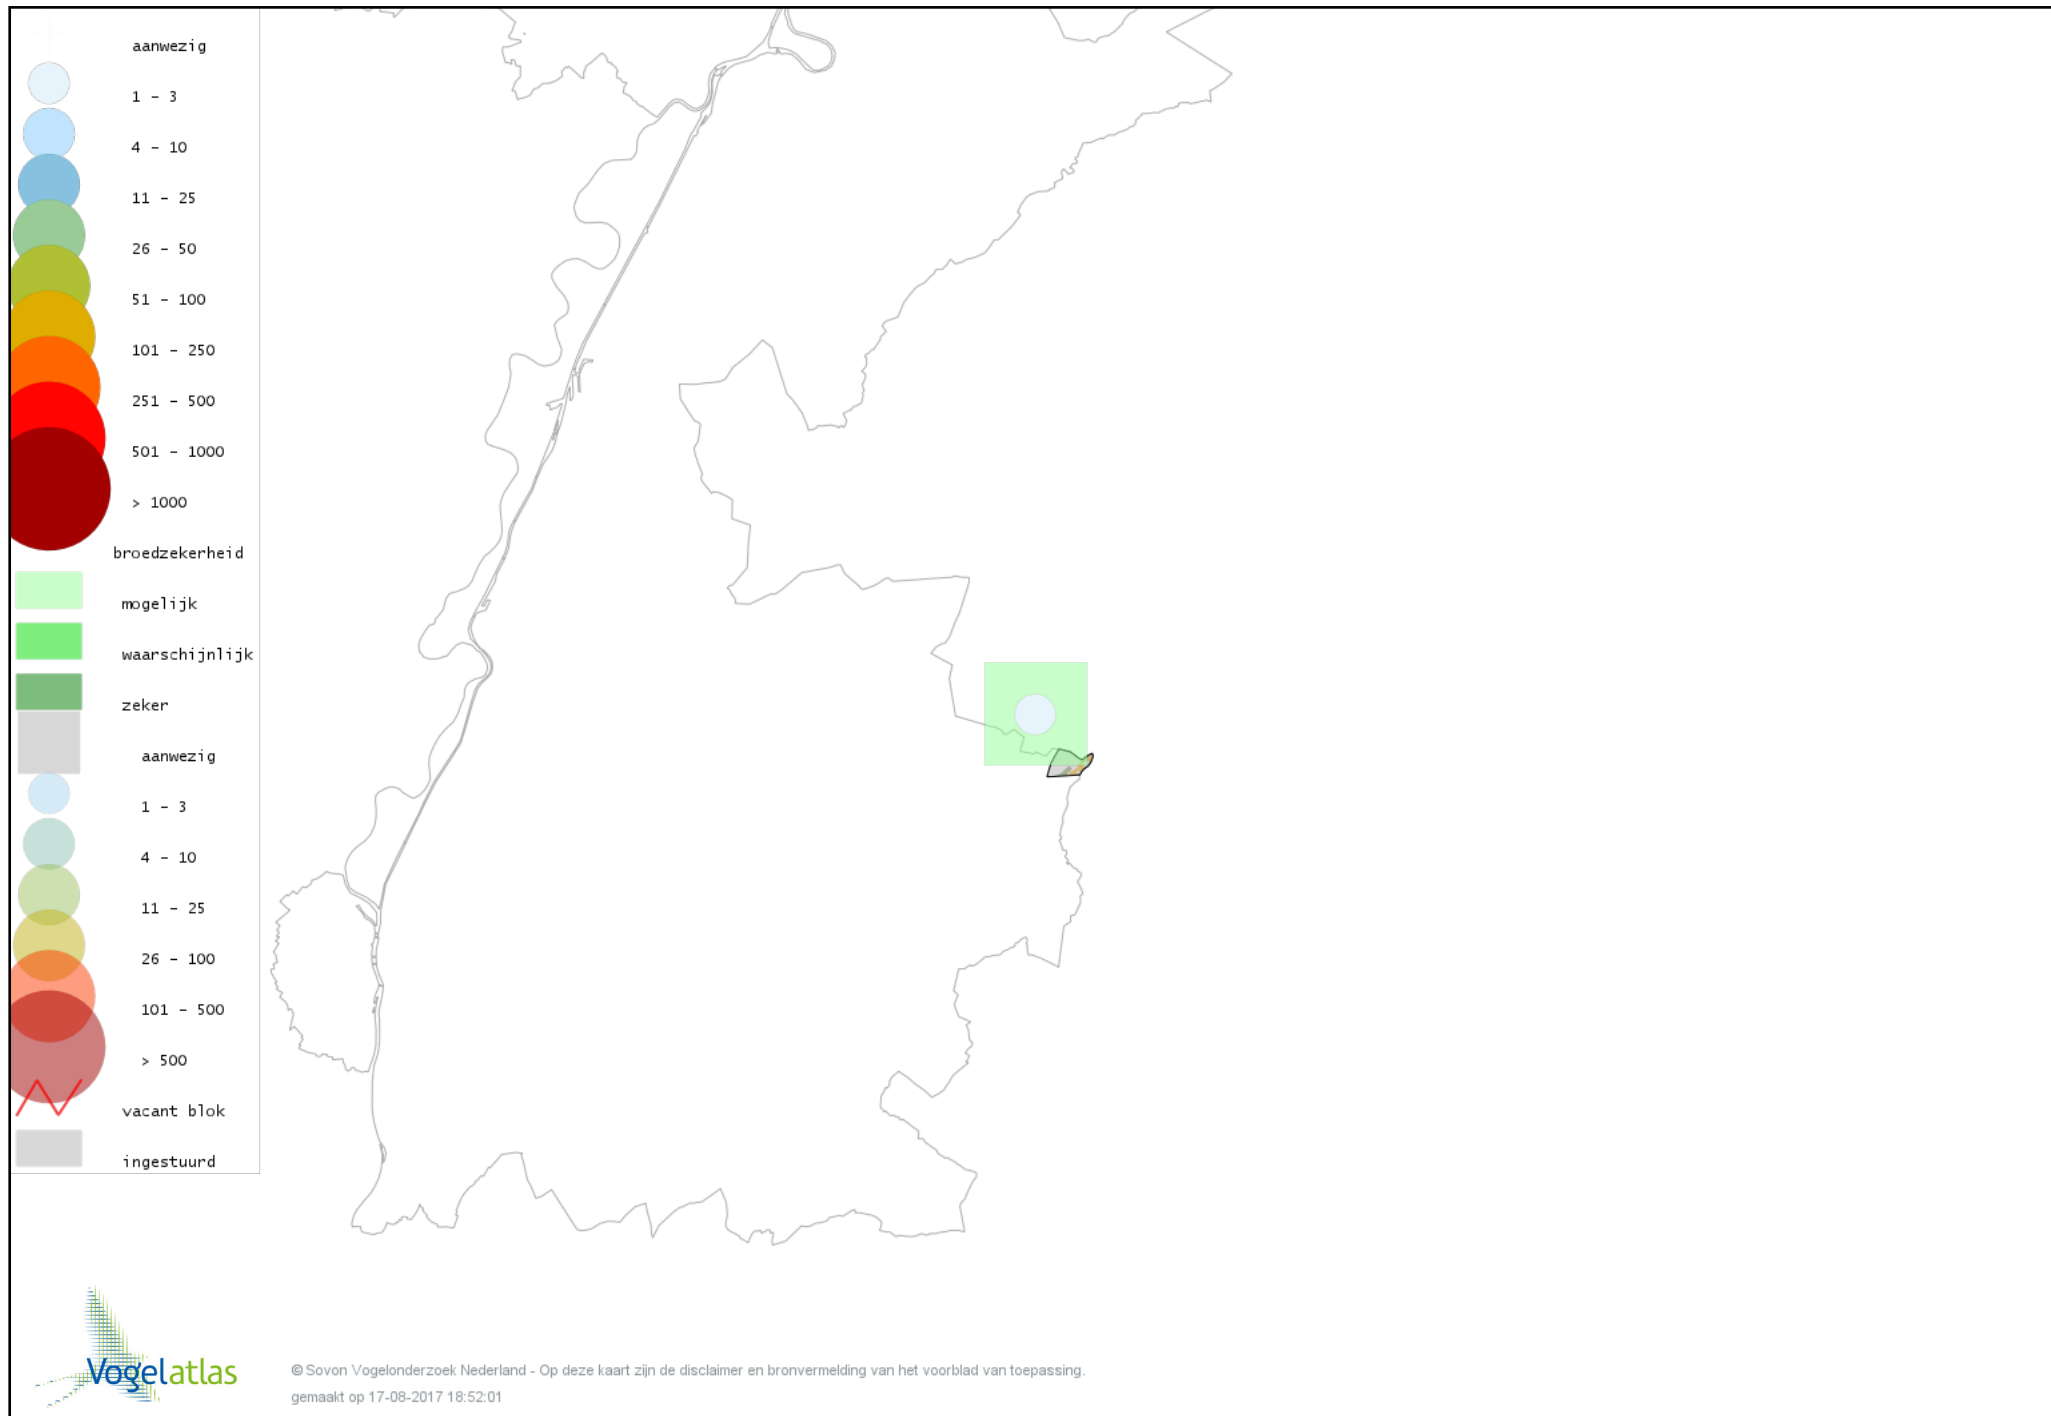 aanwezig
1 - 3
4 - 10
11 - 25
26 - 50
51 - 100
101 - 250
251 - 500
501 - 1000
> 1000
broedzekerheid
mogelijk
waarschijnlijk
zeker
aanwezig
1 - 3
4 - 10
11 - 25
26 - 100
101 - 500
> 500
vacant blok
ingestuurd
Vogelatlas
© Sovon Vogelonderzoek Nederland - Op deze kaart zijn de disclaimer en bronvermelding van het voorblad van toepassing.
gemaakt op 17-08-2017 18:52:01